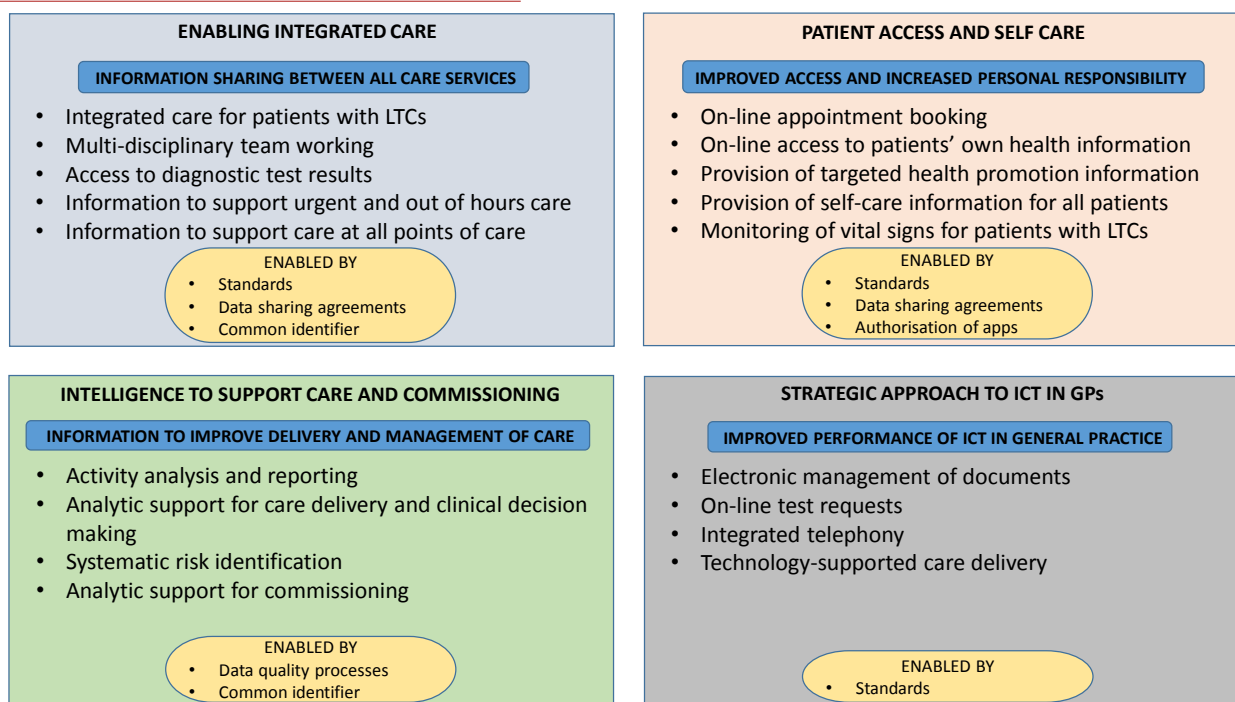 ENABLING INTEGRATED CARE
INFORMATION SHARING BETWEEN ALL CARE SERVICES
• Integrated care for patients with LTCs
• Multi-disciplinary team working
• Access to diagnostic test results
• Information to support urgent and out of hours care
• Information to support care at all points of care
ENABLED BY
• Standards
• Data sharing agreements
• Common identifier
PATIENT ACCESS AND SELF CARE
IMPROVED ACCESS AND INCREASED PERSONAL RESPONSIBILITY
• On-line appointment booking
• On-line access to patients’ own health information
• Provision of targeted health promotion information
• Provision of self-care information for all patients
• Monitoring of vital signs for patients with LTCs
ENABLED BY
• Standards
• Data sharing agreements
• Authorisation of apps
INTELLIGENCE TO SUPPORT CARE AND COMMISSIONING
INFORMATION TO IMPROVE DELIVERY AND MANAGEMENT OF CARE
• Activity analysis and reporting
• Analytic support for care delivery and clinical decision
making
• Systematic risk identification
• Analytic support for commissioning
ENABLED BY
• Data quality processes
• Common identifier
STRATEGIC APPROACH TO ICT IN GPs
IMPROVED PERFORMANCE OF ICT IN GENERAL PRACTICE
• Electronic management of documents
• On-line test requests
• Integrated telephony
• Technology-supported care delivery
ENABLED BY
• Standards